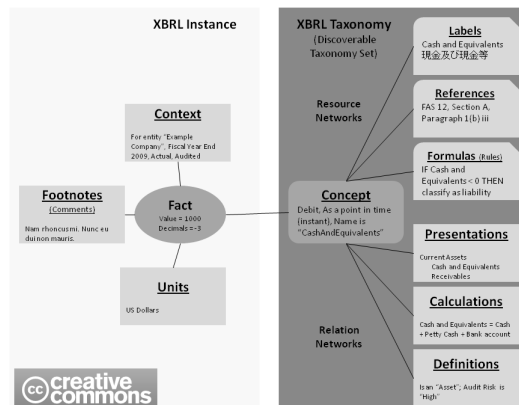 XBRL Instance
Context
For entity "Example
Company", Fiscal Year End
2009, Actual, Audited
Footnotes
(Comments)
Nam rhoncus mi. Nunc eu
dui non mauris.
Fact
Value = 1000
Decimals = -3
Units
US Dollars
cc creative
commons
XBRL Taxonomy
(Discoverable
Taxonomy Set)
Resource
Networks
Concept
Debit, As a point in time
(instant), Name is
"CashAndEquivalents"
Relation
Networks
Labels
Cash and Equivalents
現金及び現金等
References
FAS 12, Section A,
Paragraph 1(b) iii
Formulas (Rules)
IF Cash and
Equivalents < 0 THEN
classify as liability
Presentations
Current Assets
Cash and Equivalents
Receivables
Calculations
Cash and Equivalents = Cash
+ Petty Cash + Bank account
Definitions
Is an "Asset"; Audit Risk is
"High"